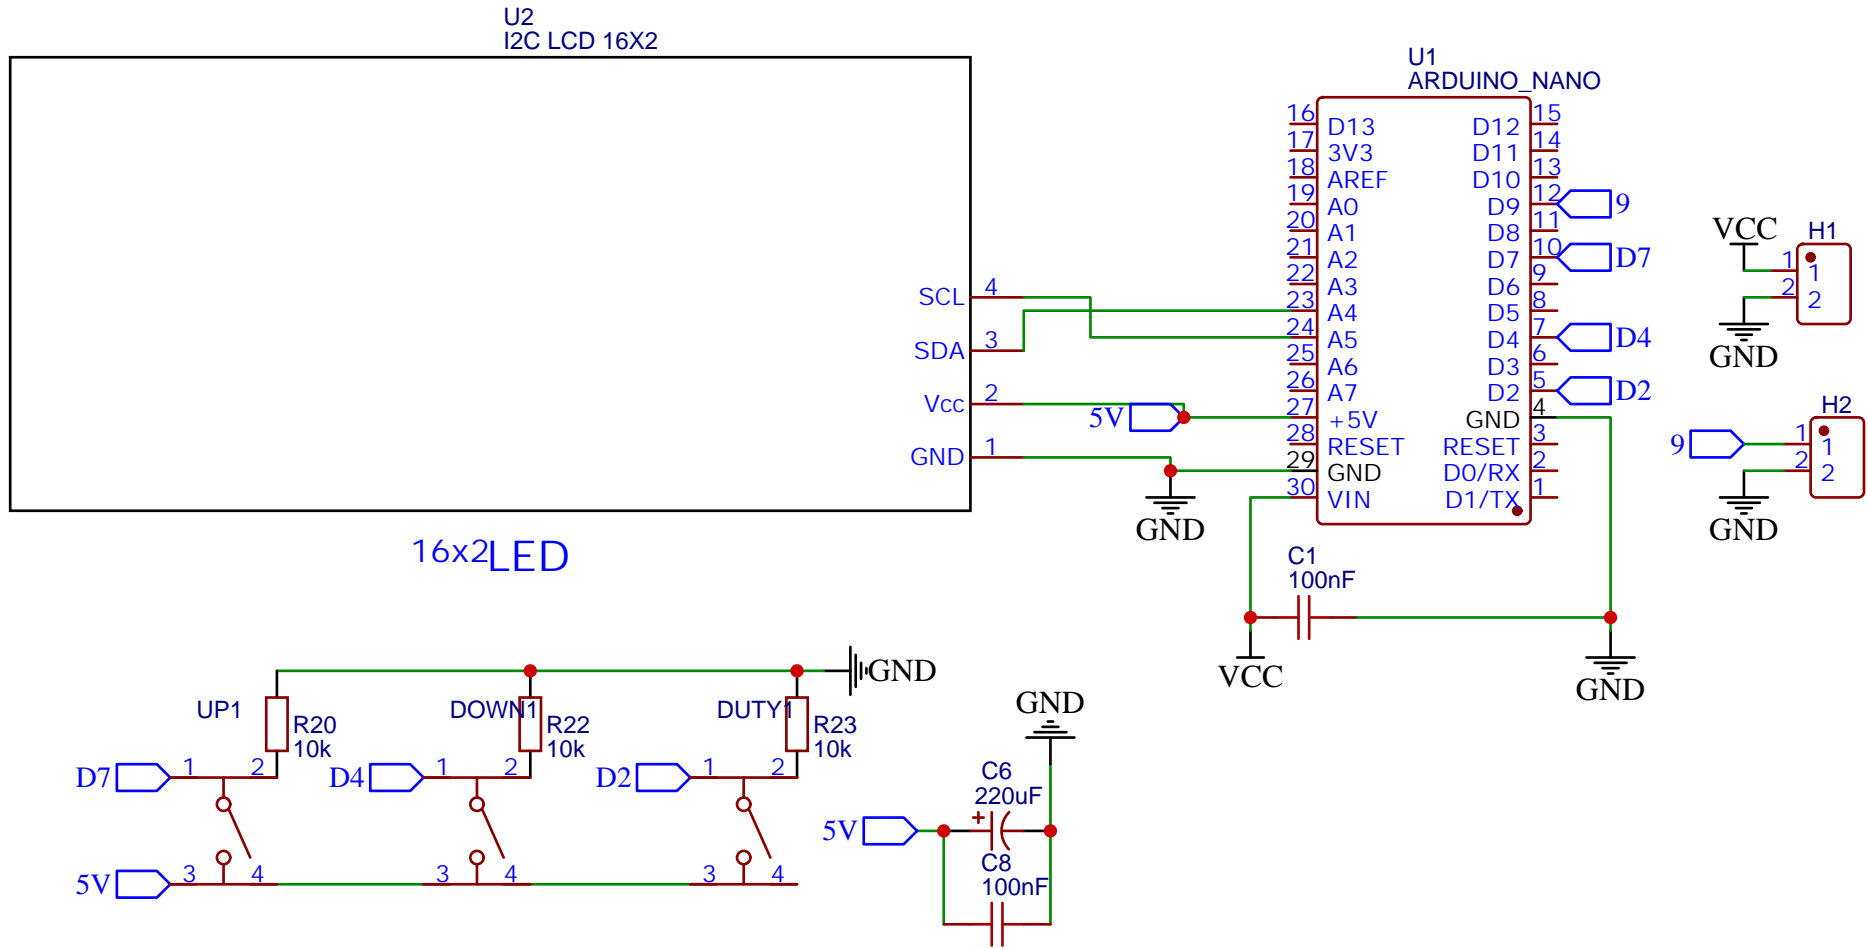 U2
I2C LCD 16X2
SCL 4
SDA 3
Vcc 2
GND 1
16x2LED
5V
GND
U1
ARDUINO_NANO
16 D13 D12 15
17 3V3 D11 14
18 AREF D10 13
19 A0 D9 12 9
20 A1 D8 11
21 A2 D7 10 D7
22 A3 D6 9
23 A4 D5 8
24 A5 D4 7 D4
25 A6 D3 6
26 A7 D2 5 D2
27 +5V GND 4
28 RESET RESET 3
29 GND D0/RX 2
30 VIN D1/TX 1
C1
100nF
VCC
GND
VCC
H1
1 1
2 2
GND
H2
9 1 1
2 2
GND
GND
UP1
R20
10k
D7 1 2
DOWN1
R22
10k
D4 1 2
DUTY1
R23
10k
D2 1 2
5V 3 4
3 4
3 4
GND
C6
220uF
+
5V
C8
100nF